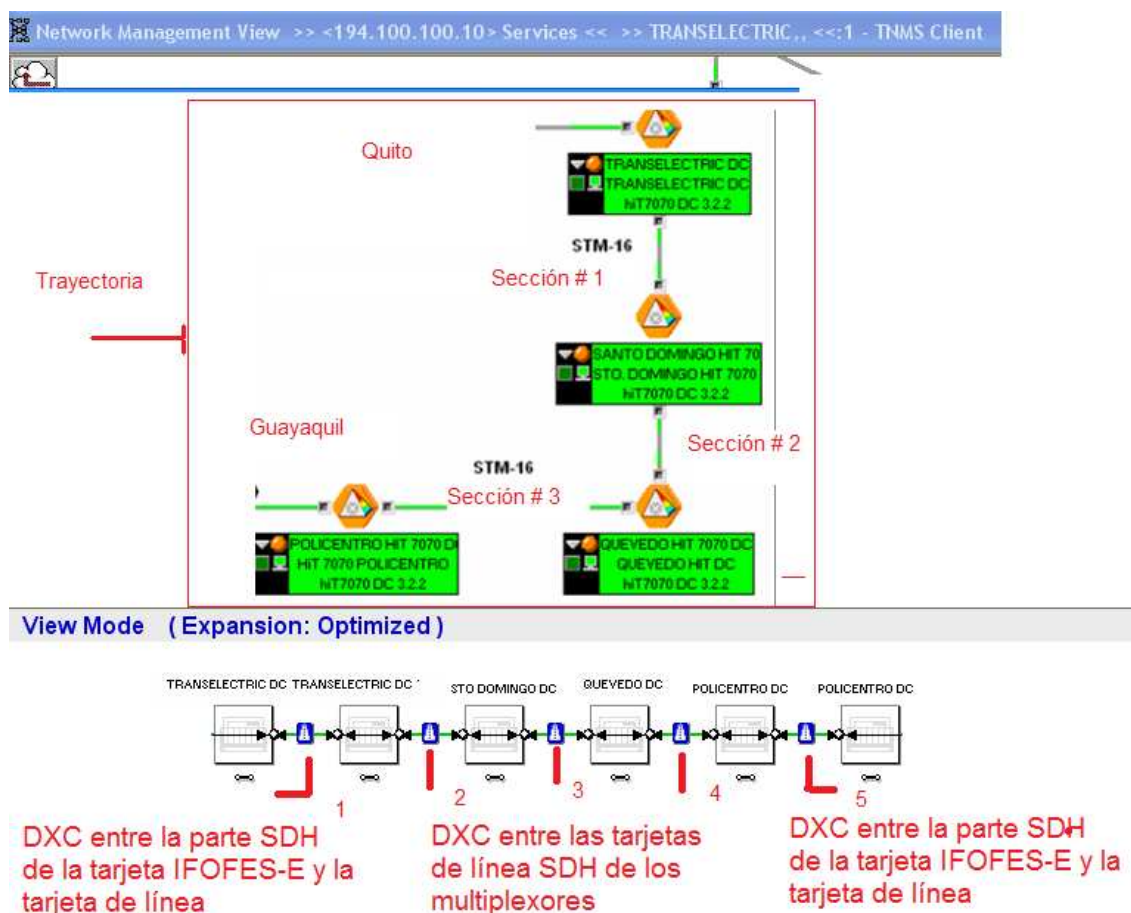 Network Management View >> <194.100.100.10> Services << >> TRANSELECTRIC,, <<:1 - TNMS Client
Quito
TRANSELECTRIC DC
TRANSELECTRIC DC
hiT7070 DC 3.2.2
STM-16
Sección # 1
Trayectoria
SANTO DOMINGO HIT 70
STO. DOMINGO HIT 7070
hiT7070 DC 3.2.2
Guayaquil
Sección # 2
STM-16
Sección # 3
POLICENTRO HIT 7070 D
HIT 7070 POLICENTRO
hiT7070 DC 3.2.2
QUEVEDO HIT 7070 DC
QUEVEDO HIT DC
hiT7070 DC 3.2.2
View Mode (Expansion: Optimized)
TRANSELECTRIC DC TRANSELECTRIC DC STO DOMINGO DC QUEVEDO DC POLICENTRO DC POLICENTRO DC
1 2 3 4 5
DXC entre la parte SDH
de la tarjeta IFOFES-E y la
tarjeta de línea
DXC entre las tarjetas
de línea SDH de los
multiplexores
DXC entre la parte SDH
de la tarjeta IFOFES-E y la
tarjeta de línea